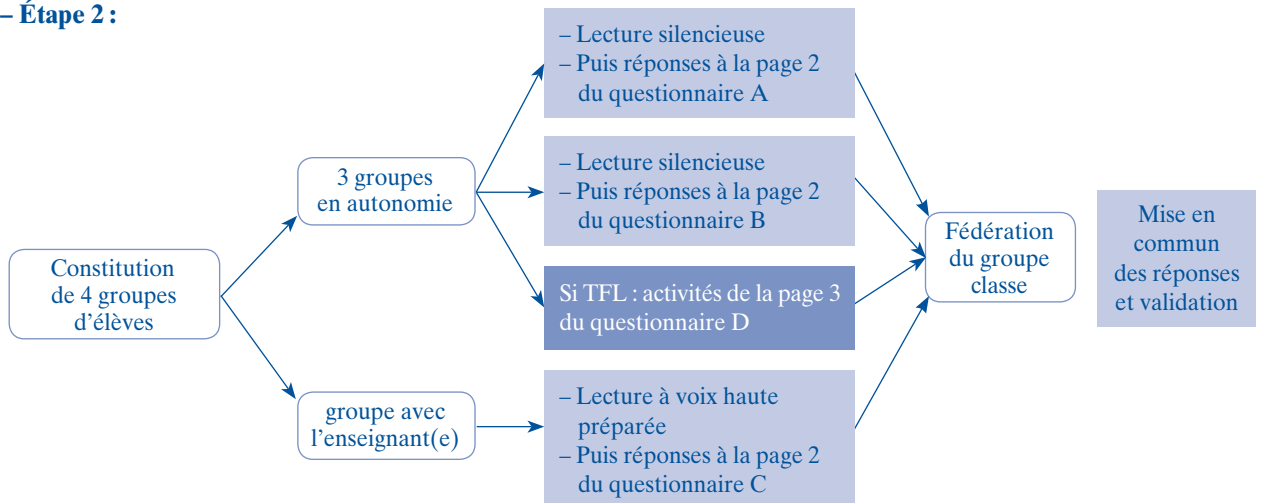 – Étape 2 :
– Lecture silencieuse
– Puis réponses à la page 2
du questionnaire A
3 groupes
en autonomie
– Lecture silencieuse
– Puis réponses à la page 2
du questionnaire B
Constitution
de 4 groupes
d'élèves
Si TFL : activités de la page 3
du questionnaire D
groupe avec
l'enseignant(e)
– Lecture à voix haute
préparée
– Puis réponses à la page 2
du questionnaire C
Fédération
du groupe
classe
Mise en
commun
des réponses
et validation